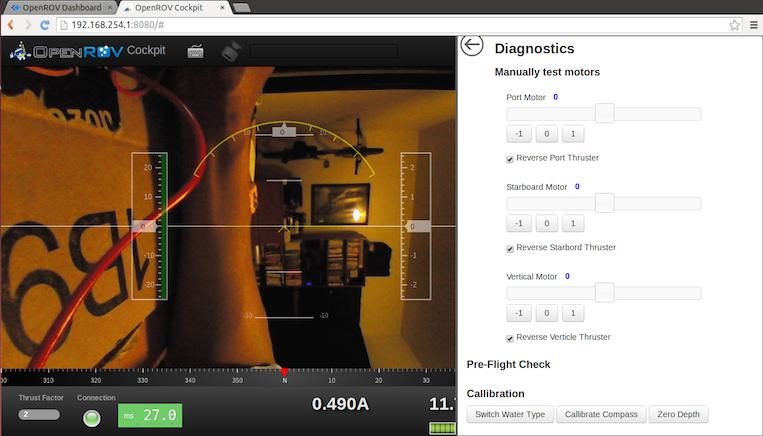 OpenROV Dashboard
OpenROV Cockpit
192.168.254.1:8080/#
OPENROV Cockpit
Diagnostics
Manually test motors
Port Motor 0
-1 0 1
Reverse Port Thruster
Starboard Motor 0
-1 0 1
Reverse Starbord Thruster
Vertical Motor 0
-1 0 1
Reverse Verticle Thruster
Pre-Flight Check
Callibration
Switch Water Type Callibrate Compass Zero Depth
10 0 10
20 2
10 1
0 0
-10 -1
-20 -2
-10 -10
00 310 320 330 340 350 N 10 20 30
Thrust Factor
2
Connection
ms 27.0
0.490A
11.